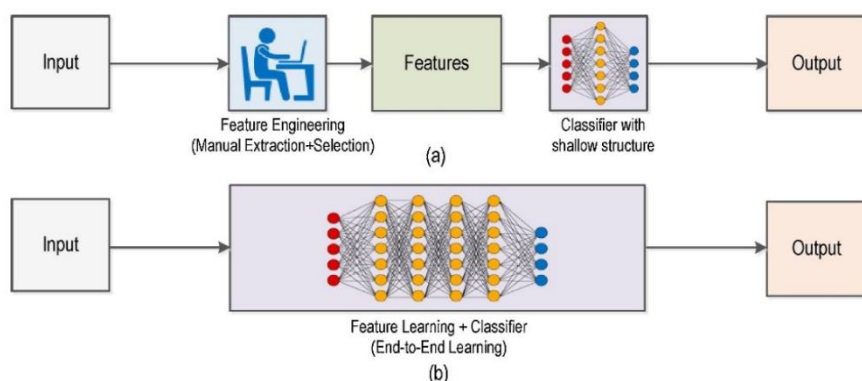 Input
Features
Output
Feature Engineering
(Manual Extraction+Selection)
Classifier with
shallow structure
(a)
Input
Output
Feature Learning + Classifier
(End-to-End Learning)
(b)